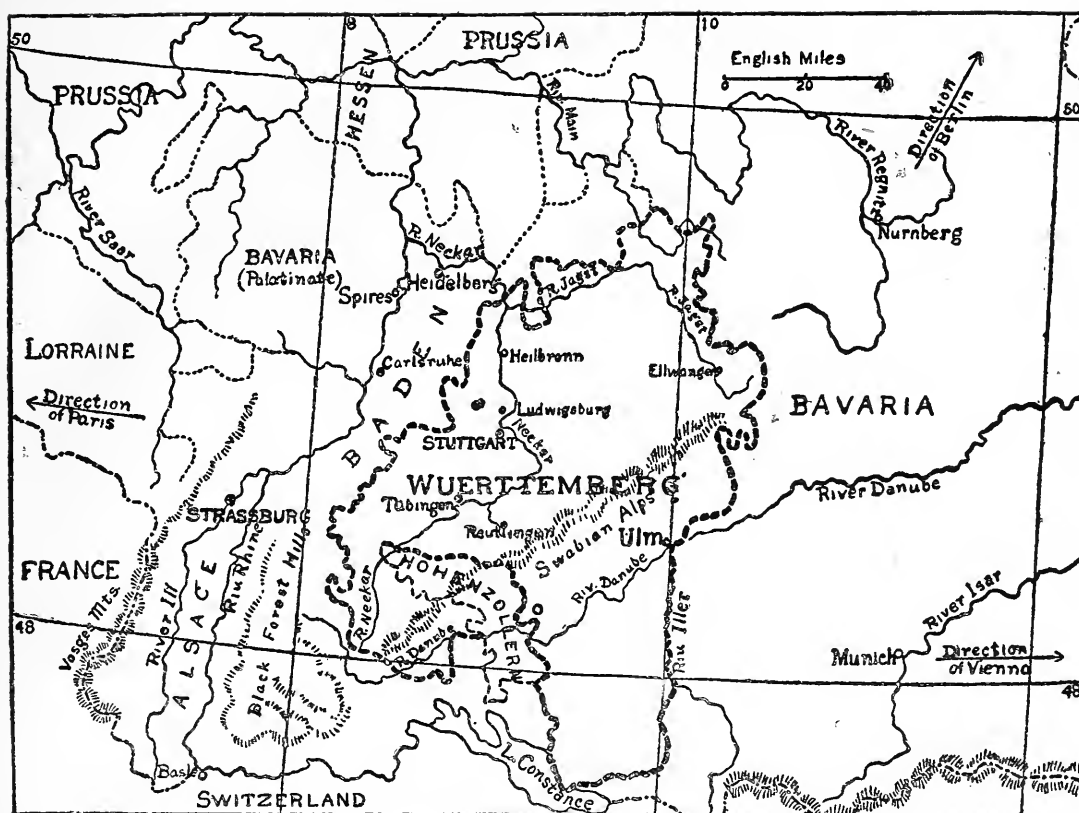 50
8
10
PRUSSIA
English Miles
0 20 40
Direction
of Berlin
PRUSSIA
HESSEN
Riv. Main
50
River Regnitz
Nurnberg
River Saar
BAVARIA
(Palatinate)
R. Neckar
Heidelberg
Spires
R. Jagst
R. Jagst
LORRAINE
Carlsruhe
Heilbronn
Ellwangen
Direction
of Paris
BADEN
Ludwigsburg
Neckar
BAVARIA
STUTTGART
WUERTTEMBERG
River Danube
STRASSBURG
Tübingen
Reutlingen
Swabian Alps
Ulm
FRANCE
HOHENZOLLERN
Riv. Danube
River Isar
48
Vosges Mts.
River Ill
ALSACE
Riv Rhine
Black Forest Hills
R. Neckar
R. Danube
Riv Iller
Munich
Direction
of Vienna
48
Basle
L. Constance
SWITZERLAND